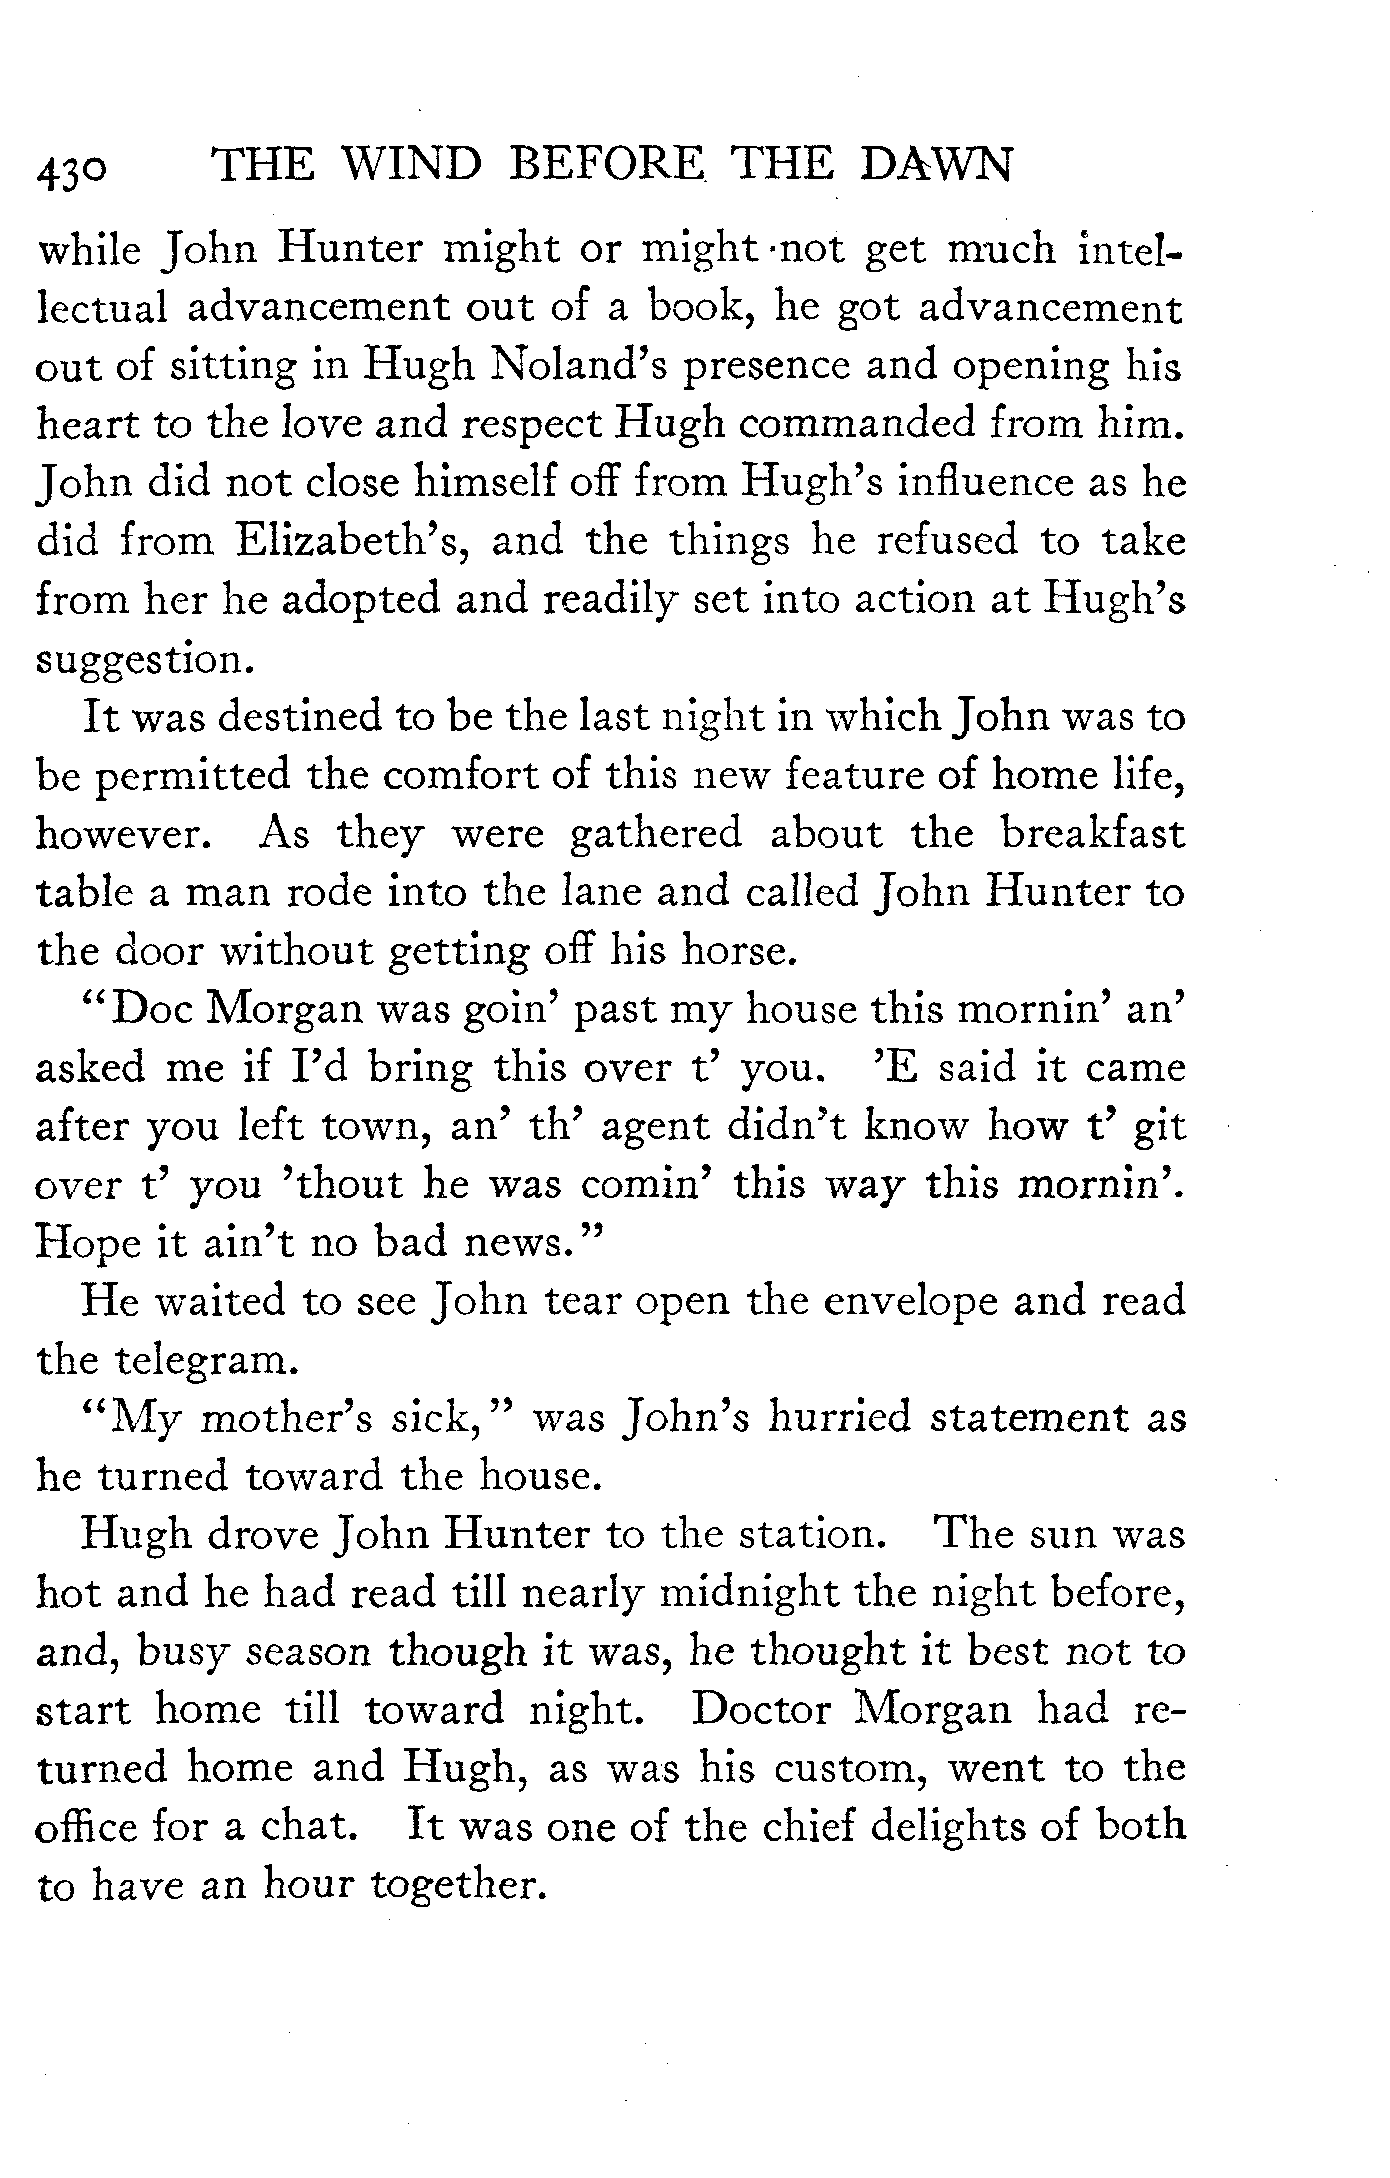 430 THE WIND BEFORE THE DAWN
while John Hunter might or might not get much intel-
lectual advancement out of a book, he got advancement
out of sitting in Hugh Noland’s presence and opening his
heart to the love and respect Hugh commanded from him.
John did not close himself off from Hugh’s influence as he
did from Elizabeth’s, and the things he refused to take
from her he adopted and readily set into action at Hugh’s
suggestion.
It was destined to be the last night in which John was to
be permitted the comfort of this new feature of home life,
however. As they were gathered about the breakfast
table a man rode into the lane and called John Hunter to
the door without getting off his horse.
“Doc Morgan was goin’ past my house this mornin’ an’
asked me if I’d bring this over t’ you. ’E said it came
after you left town, an’ th’ agent didn’t know how t’ git
over t’ you ’thout he was comin’ this way this mornin’.
Hope it ain’t no bad news.”
He waited to see John tear open the envelope and read
the telegram.
“My mother’s sick,” was John’s hurried statement as
he turned toward the house.
Hugh drove John Hunter to the station. The sun was
hot and he had read till nearly midnight the night before,
and, busy season though it was, he thought it best not to
start home till toward night. Doctor Morgan had re-
turned home and Hugh, as was his custom, went to the
office for a chat. It was one of the chief delights of both
to have an hour together.